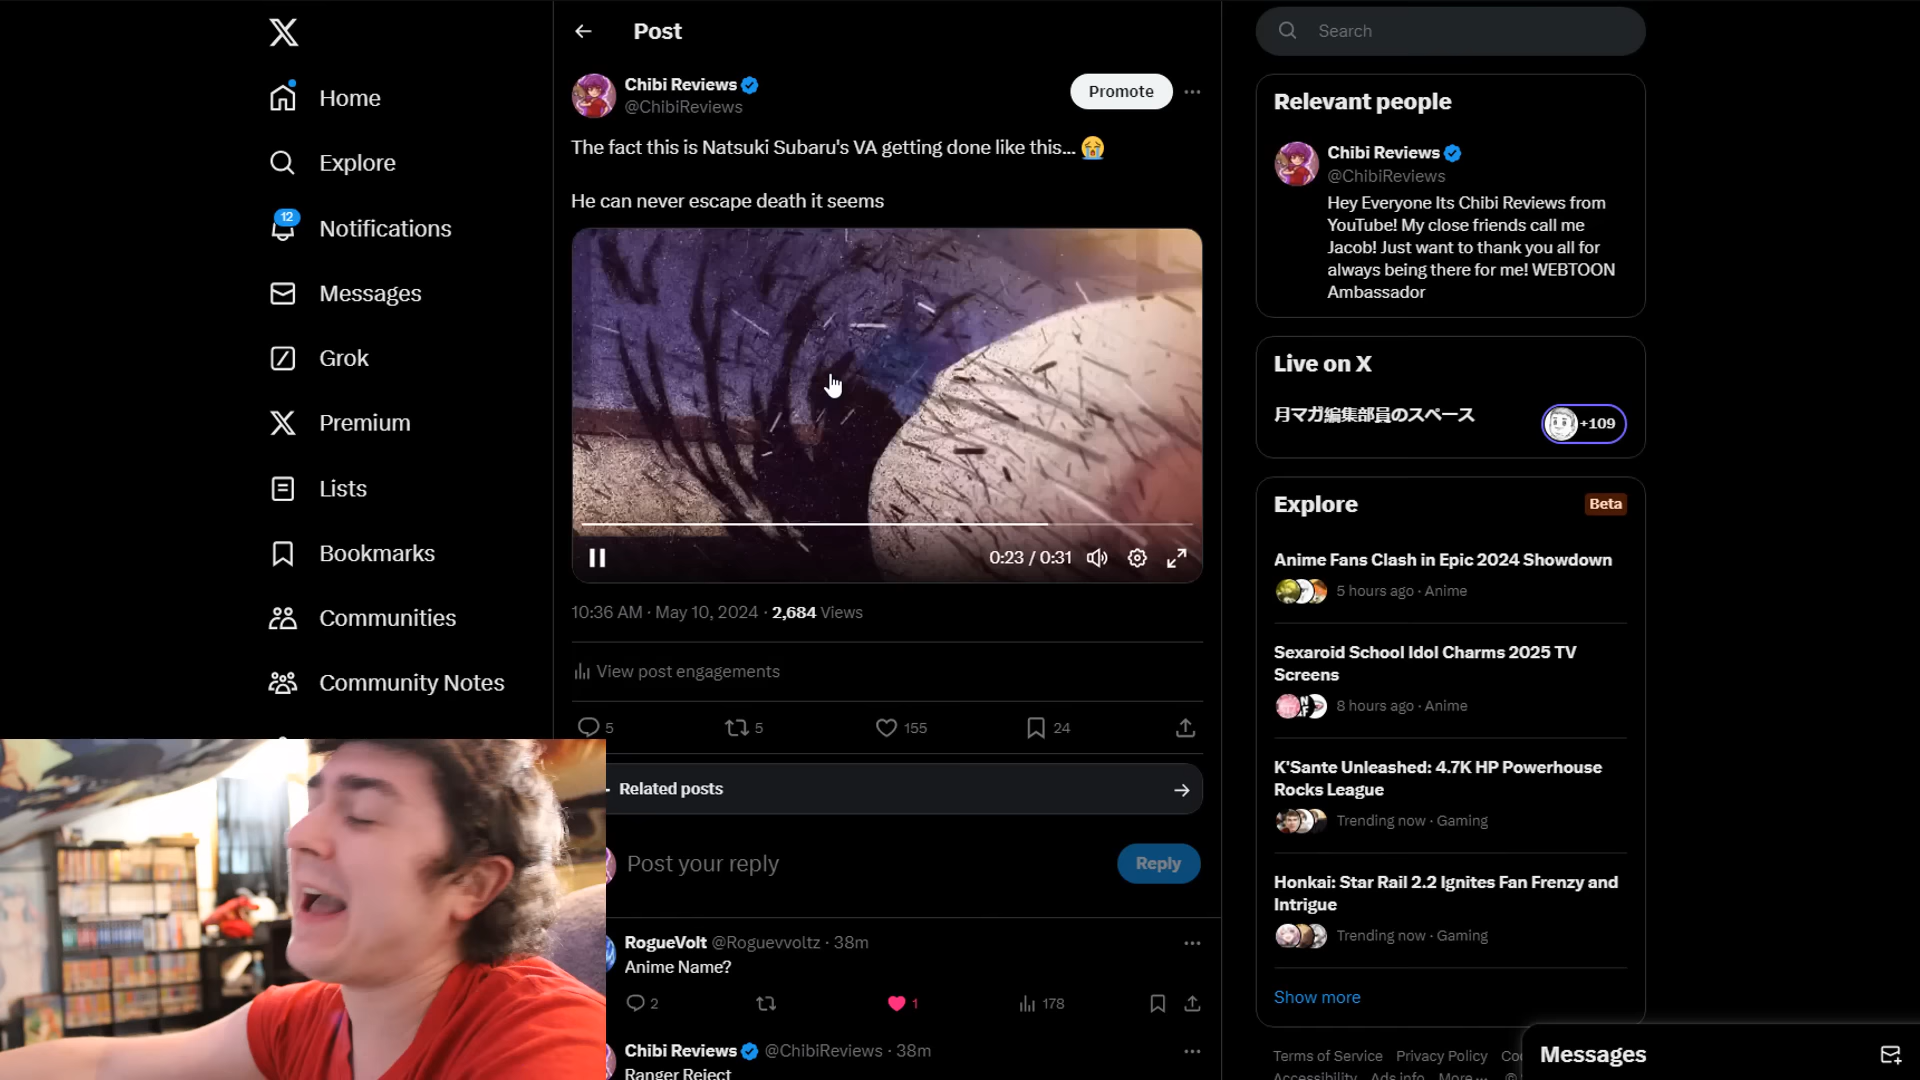 Home
Explore
12
Notifications
Messages
Grok
Premium
Lists
Bookmarks
Communities
Community Notes
Post
Chibi Reviews
@ChibiReviews
Promote
The fact this is Natsuki Subaru's VA getting done like this... 😭
He can never escape death it seems
0:23 / 0:31
10:36 AM · May 10, 2024 · 2,684 Views
View post engagements
5
5
155
24
Related posts
Post your reply
Reply
RogueVolt @Roguevvoltz · 38m
Anime Name?
2
1
178
Chibi Reviews @ChibiReviews · 38m
Ranger Reject
Search
Relevant people
Chibi Reviews
@ChibiReviews
Hey Everyone Its Chibi Reviews from
YouTube! My close friends call me
Jacob! Just want to thank you all for
always being there for me! WEBTOON
Ambassador
Live on X
月マガ編集部員のスペース
+109
Explore
Beta
Anime Fans Clash in Epic 2024 Showdown
5 hours ago · Anime
Sexaroid School Idol Charms 2025 TV
Screens
8 hours ago · Anime
K'Sante Unleashed: 4.7K HP Powerhouse
Rocks League
Trending now · Gaming
Honkai: Star Rail 2.2 Ignites Fan Frenzy and
Intrigue
Trending now · Gaming
Show more
Terms of Service Privacy Policy
Accessibility Ads info More
Messages